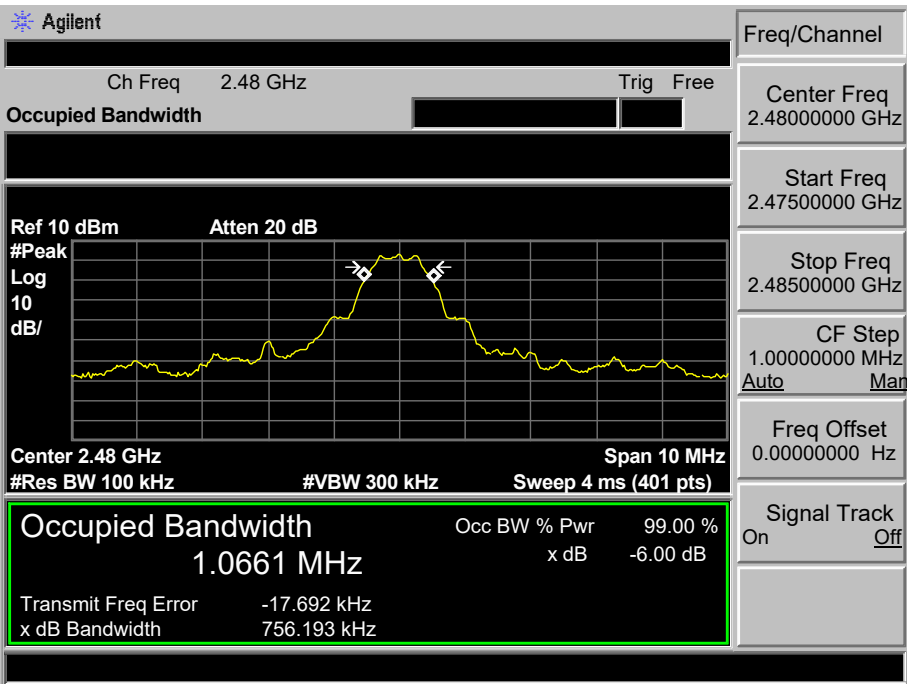 Agilent
Freq/Channel
Ch Freq 2.48 GHz Trig Free
Occupied Bandwidth
Center Freq
2.48000000 GHz
Start Freq
2.47500000 GHz
Ref 10 dBm Atten 20 dB
#Peak
Log
10
dB/
Stop Freq
2.48500000 GHz
CF Step
1.00000000 MHz
Auto Man
Freq Offset
0.00000000 Hz
Center 2.48 GHz Span 10 MHz
#Res BW 100 kHz #VBW 300 kHz Sweep 4 ms (401 pts)
Signal Track
On Off
Occupied Bandwidth Occ BW % Pwr 99.00 %
1.0661 MHz x dB -6.00 dB
Transmit Freq Error -17.692 kHz
x dB Bandwidth 756.193 kHz